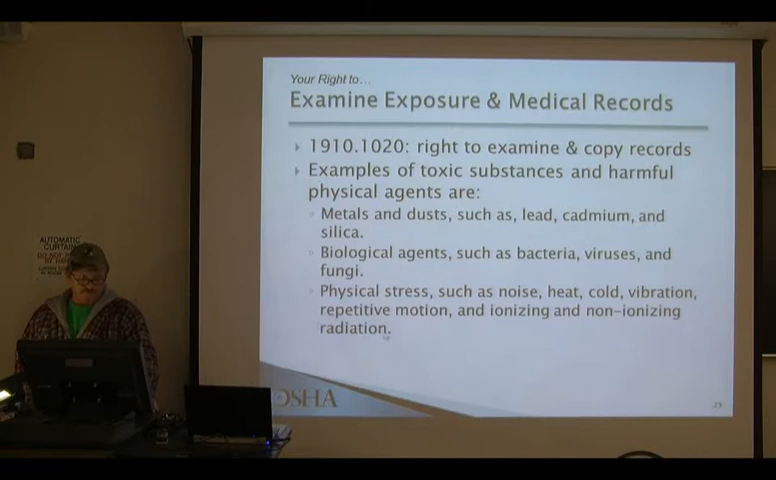 Your Right to...
Examine Exposure & Medical Records
1910.1020: right to examine & copy records
Examples of toxic substances and harmful
physical agents are:
Metals and dusts, such as, lead, cadmium, and
silica.
Biological agents, such as bacteria, viruses, and
fungi.
Physical stress, such as noise, heat, cold, vibration,
repetitive motion, and ionizing and non-ionizing
radiation.
OSHA
AUTOMATIC
CURTAIN
DO NOT